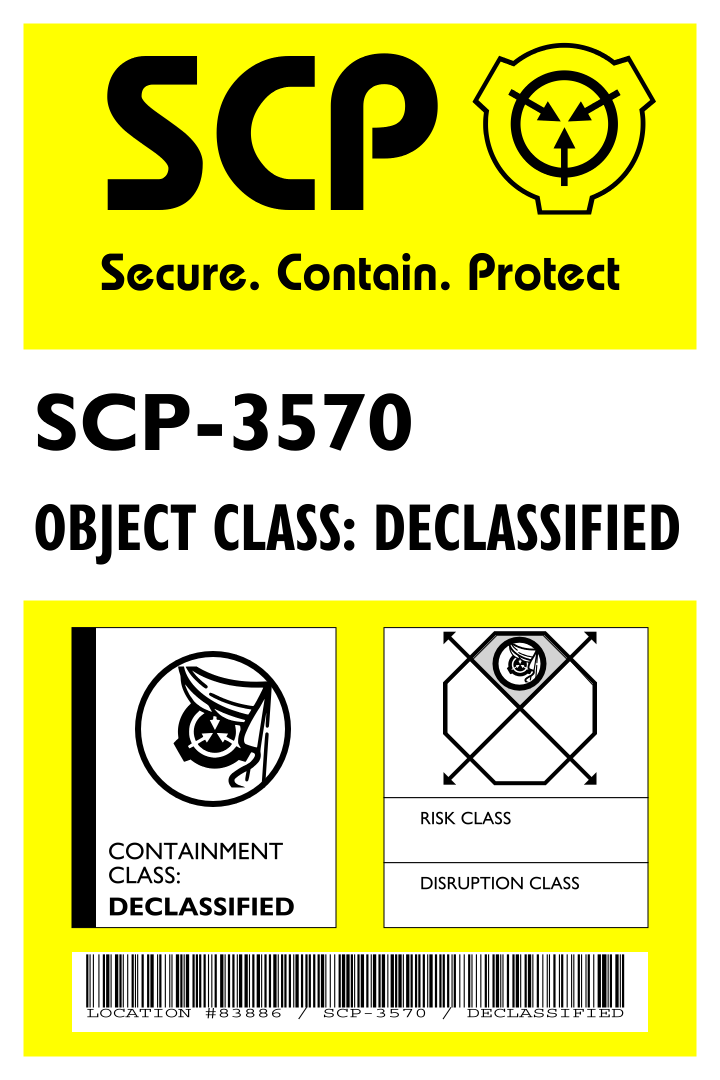 SCP
Secure. Contain. Protect
SCP-3570
OBJECT CLASS: DECLASSIFIED
CONTAINMENT
CLASS:
DECLASSIFIED
RISK CLASS
DISRUPTION CLASS
LOCATION #83886 / SCP-3570 / DECLASSIFIED